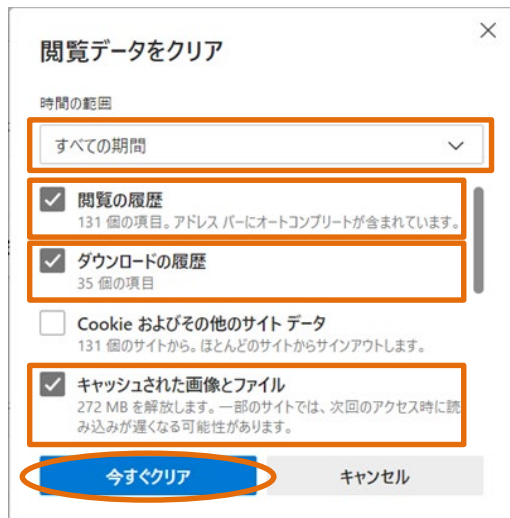 閲覧データをクリア
時間の範囲
すべての期間
閲覧の履歴
131 個の項目。アドレス バーにオートコンプリートが含まれています。
ダウンロードの履歴
35 個の項目
Cookie およびその他のサイト データ
131 個のサイトから。ほとんどのサイトからサインアウトします。
キャッシュされた画像とファイル
272 MB を解放します。一部のサイトでは、次回のアクセス時に読
み込みが遅くなる可能性があります。
今すぐクリア
キャンセル